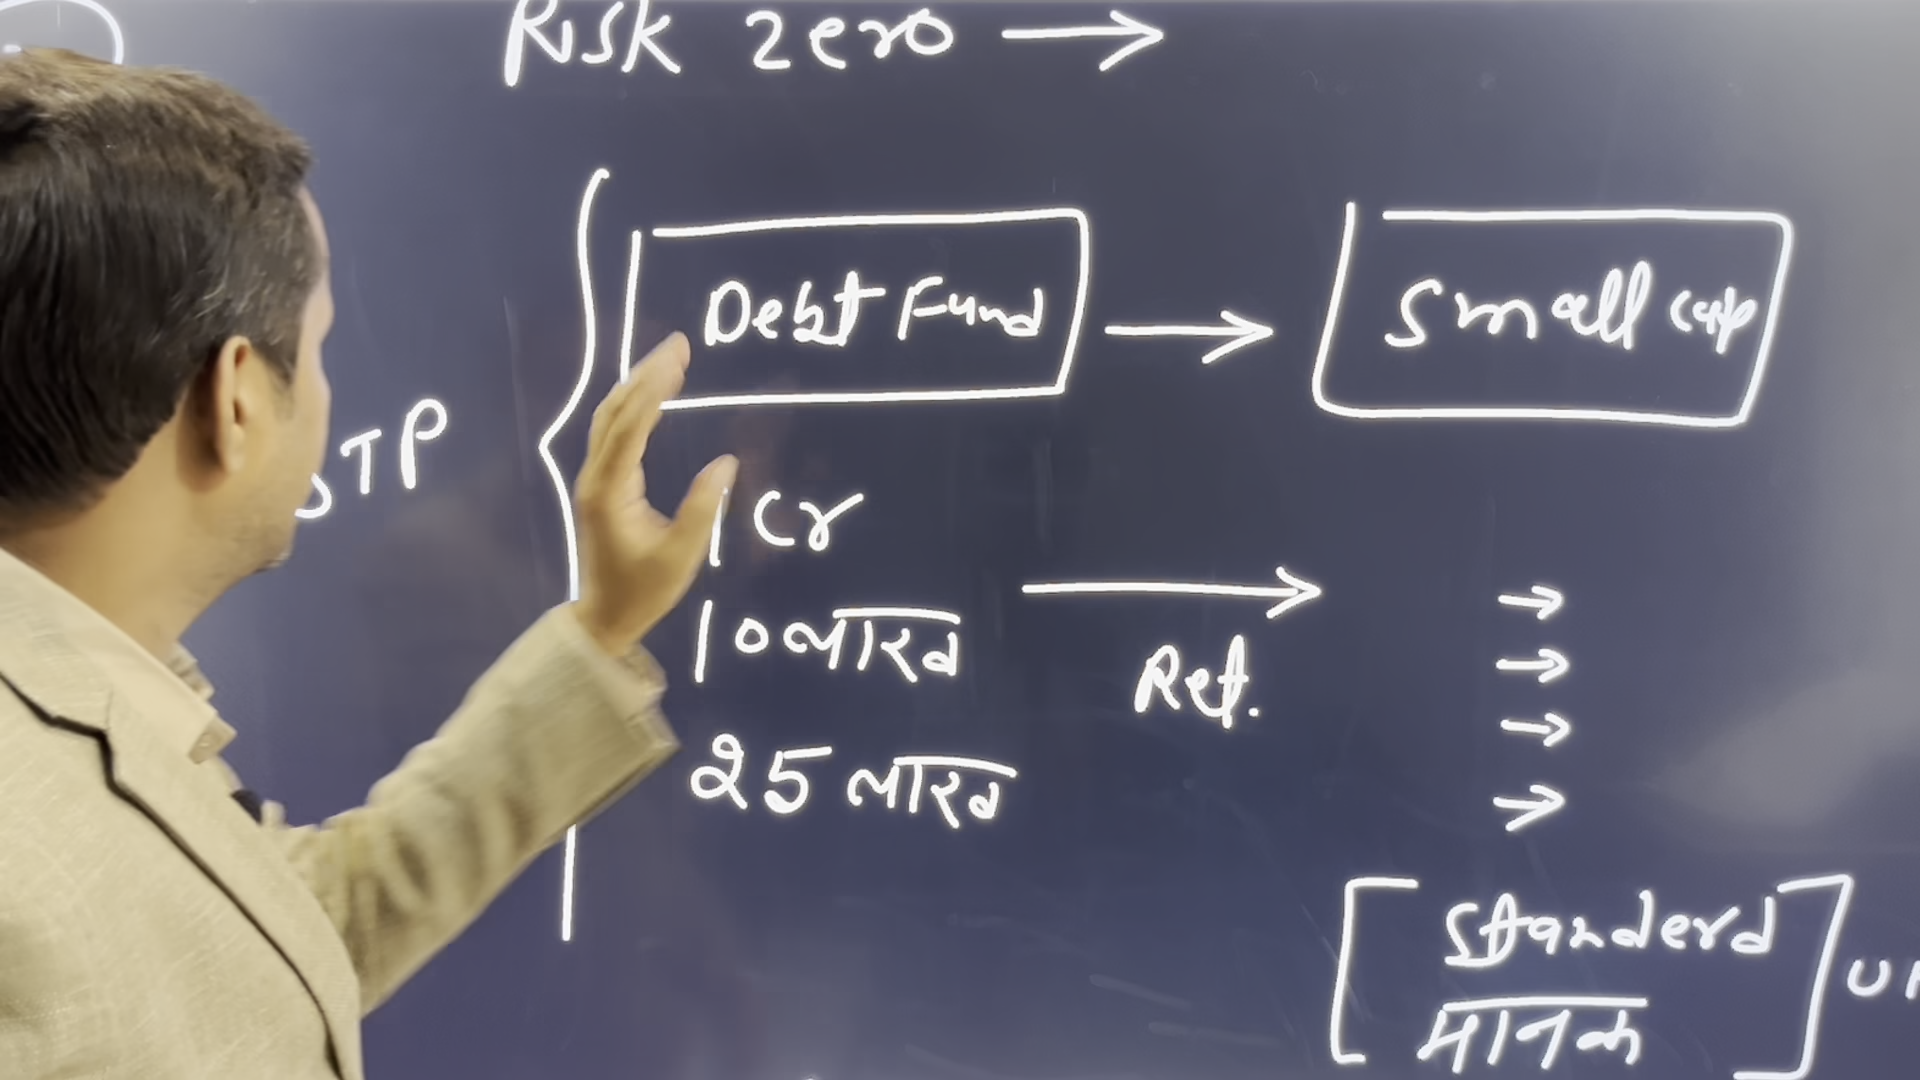 Risk zero →
Debt Fund → Small cap
STP
1 Cr
10 लाख →
Ret.
25 लाख
→
→
→
→
[Standerd
मानक]